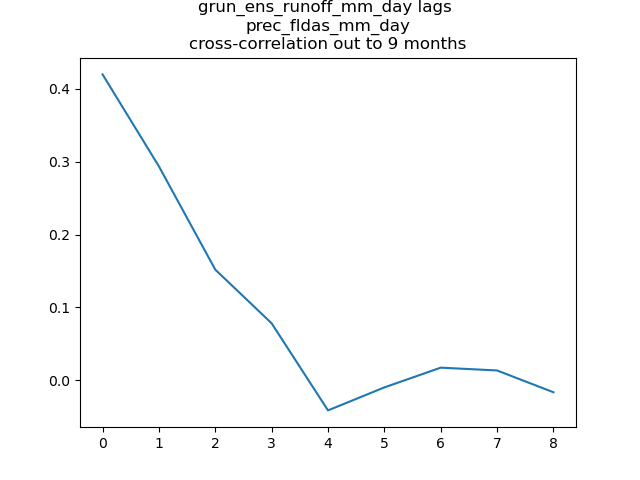 grun_ens_runoff_mm_day lags
prec_fldas_mm_day
cross-correlation out to 9 months
0.4
0.3
0.2
0.1
0.0
0 1 2 3 4 5 6 7 8